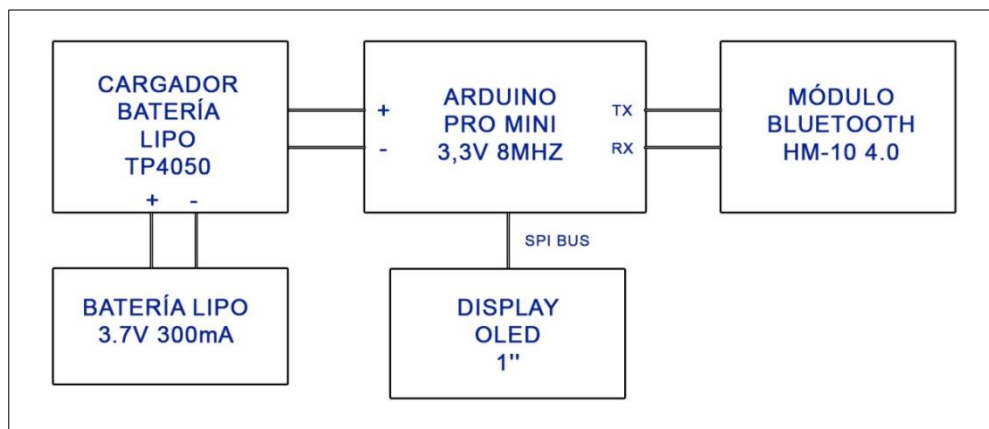 CARGADOR
BATERÍA
LIPO
TP4050
+ -
ARDUINO
PRO MINI
3,3V 8MHZ
+
-
TX
RX
MÓDULO
BLUETOOTH
HM-10 4.0
SPI BUS
BATERÍA LIPO
3.7V 300mA
DISPLAY
OLED
1''